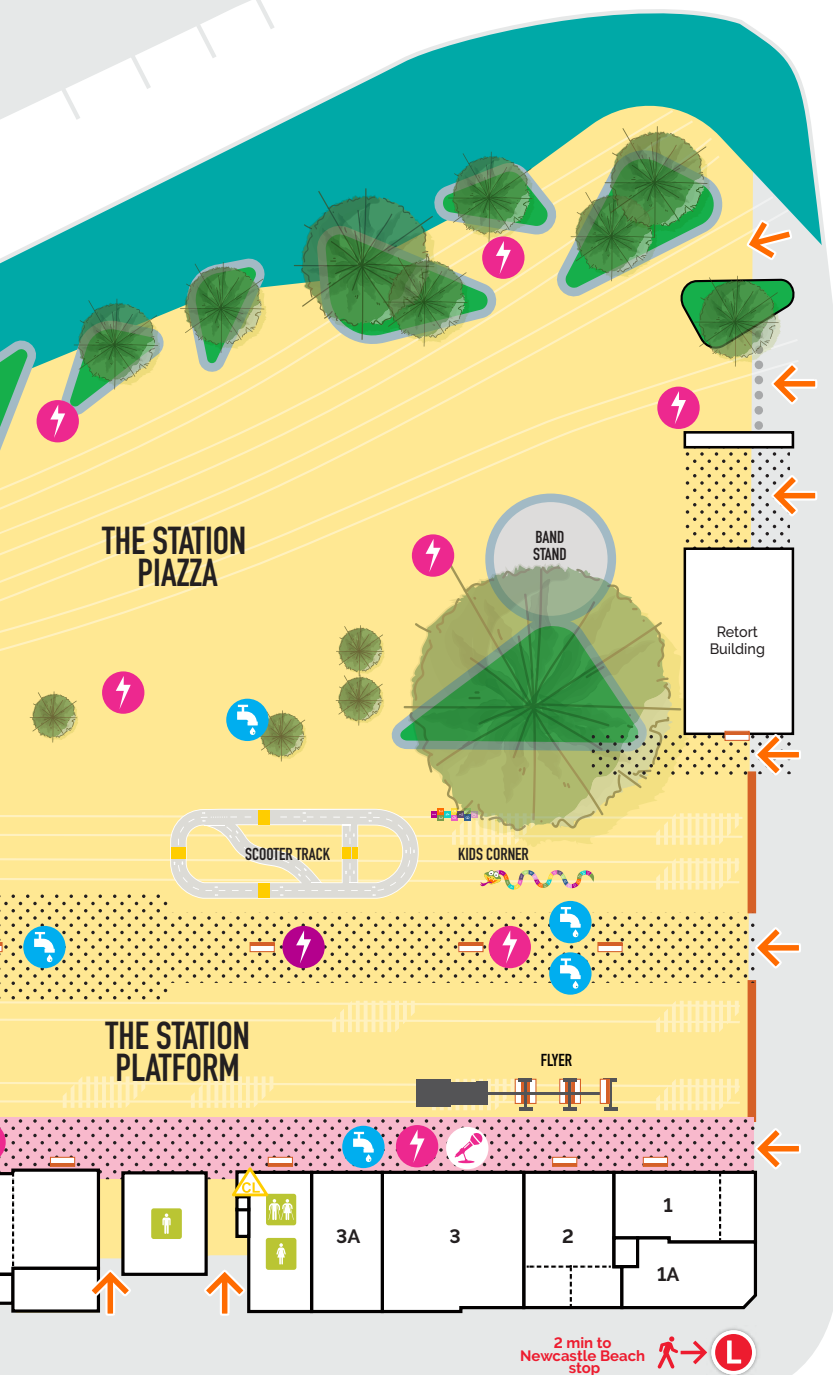 BAND
STAND
THE STATION
PIAZZA
Retort
Building
SCOOTER TRACK
KIDS CORNER
THE STATION
PLATFORM
FLYER
CL
1
3A
3
2
1A
2 min to
Newcastle Beach
stop
L